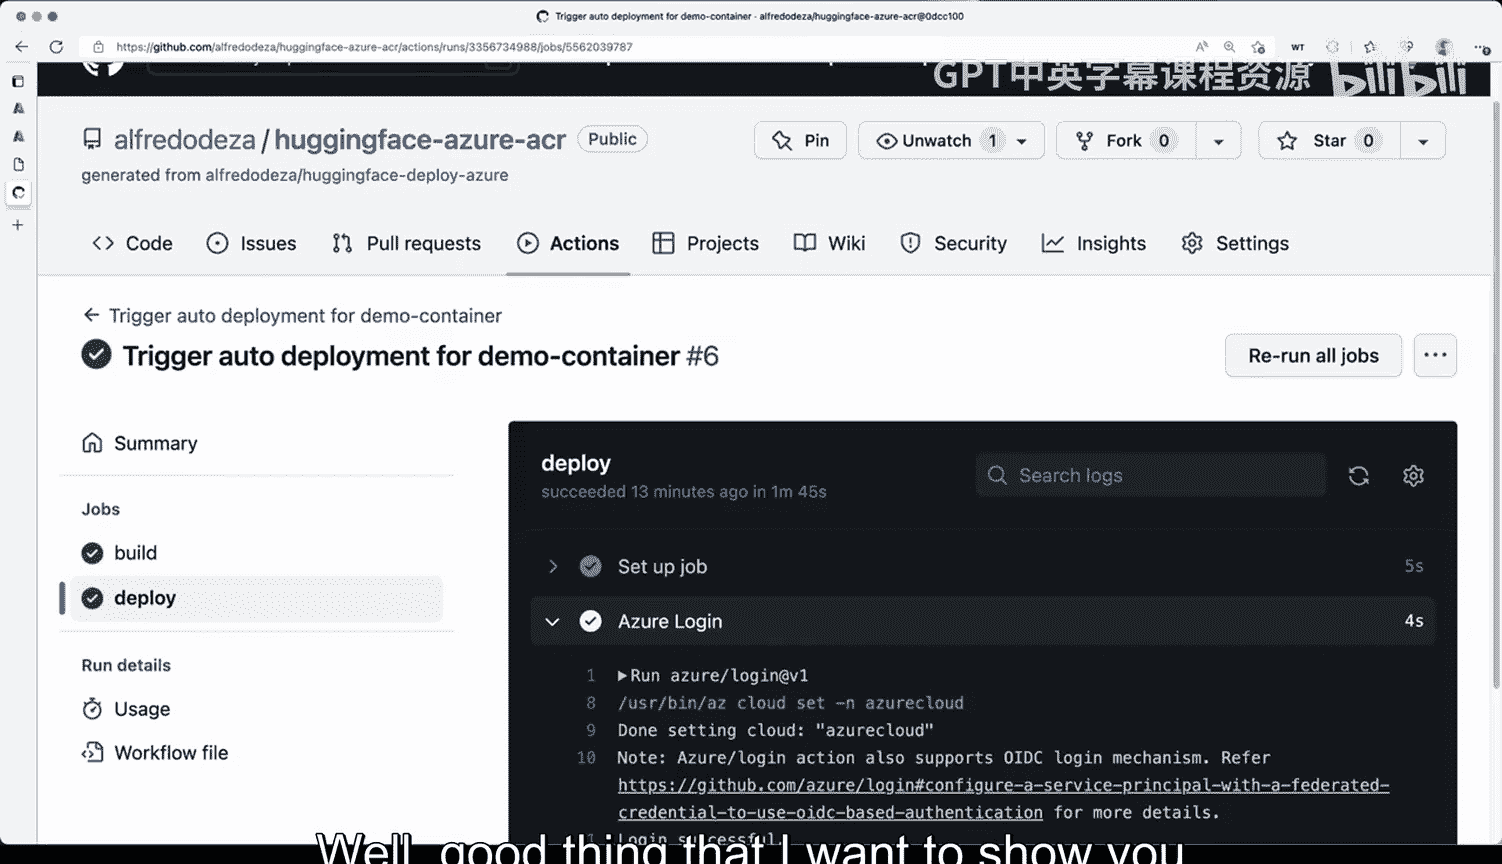 Trigger auto deployment for demo-container · alfredodeza/huggingface-azure-acr@0dcc100
https://github.com/alfredodeza/huggingface-azure-acr/actions/runs/3356734988/jobs/5562039787
WT
GPT中英字幕课程资源 bilibili
alfredodeza / huggingface-azure-acr Public
Pin
Unwatch 1
Fork 0
Star 0
generated from alfredodeza/huggingface-deploy-azure
Code
Issues
Pull requests
Actions
Projects
Wiki
Security
Insights
Settings
← Trigger auto deployment for demo-container
Trigger auto deployment for demo-container #6
Re-run all jobs
Summary
Jobs
build
deploy
Run details
Usage
Workflow file
deploy
succeeded 13 minutes ago in 1m 45s
Search logs
Set up job 5s
Azure Login 4s
1 Run azure/login@v1
8 /usr/bin/az cloud set -n azurecloud
9 Done setting cloud: "azurecloud"
10 Note: Azure/login action also supports OIDC login mechanism. Refer
https://github.com/azure/login#configure-a-service-principal-with-a-federated-
credential-to-use-oidc-based-authentication for more details.
Login successful.
Well, good thing that I want to show you